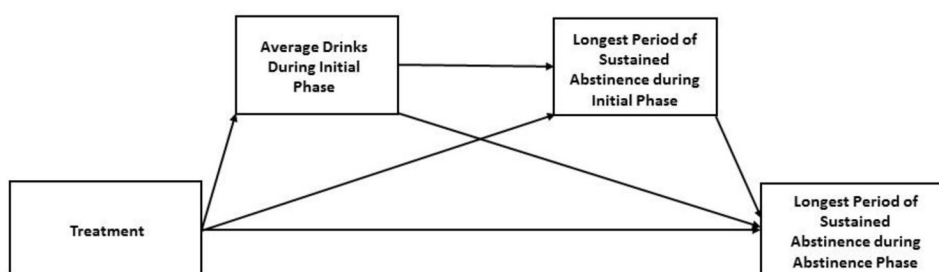 Average Drinks
During Initial
Phase
Longest Period of
Sustained
Abstinence during
Initial Phase
Treatment
Longest Period of
Sustained
Abstinence during
Abstinence Phase